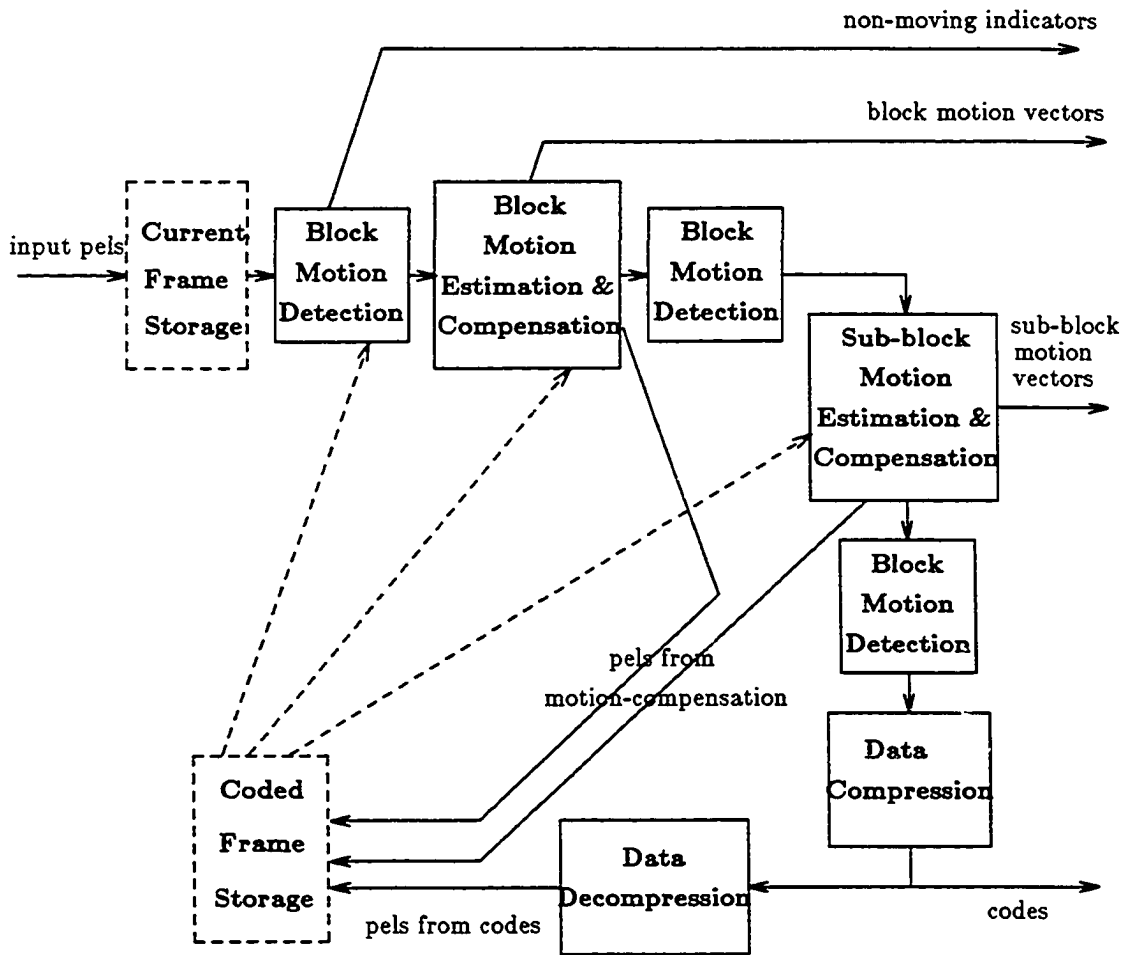 non-moving indicators
block motion vectors
input pels
Current
Frame
Storage
Block
Motion
Detection
Block
Motion
Estimation &
Compensation
Block
Motion
Detection
Sub-block
Motion
Estimation &
Compensation
sub-block
motion
vectors
Block
Motion
Detection
pels from
motion-compensation
Data
Compression
Coded
Frame
Storage
Data
Decompression
pels from codes
codes